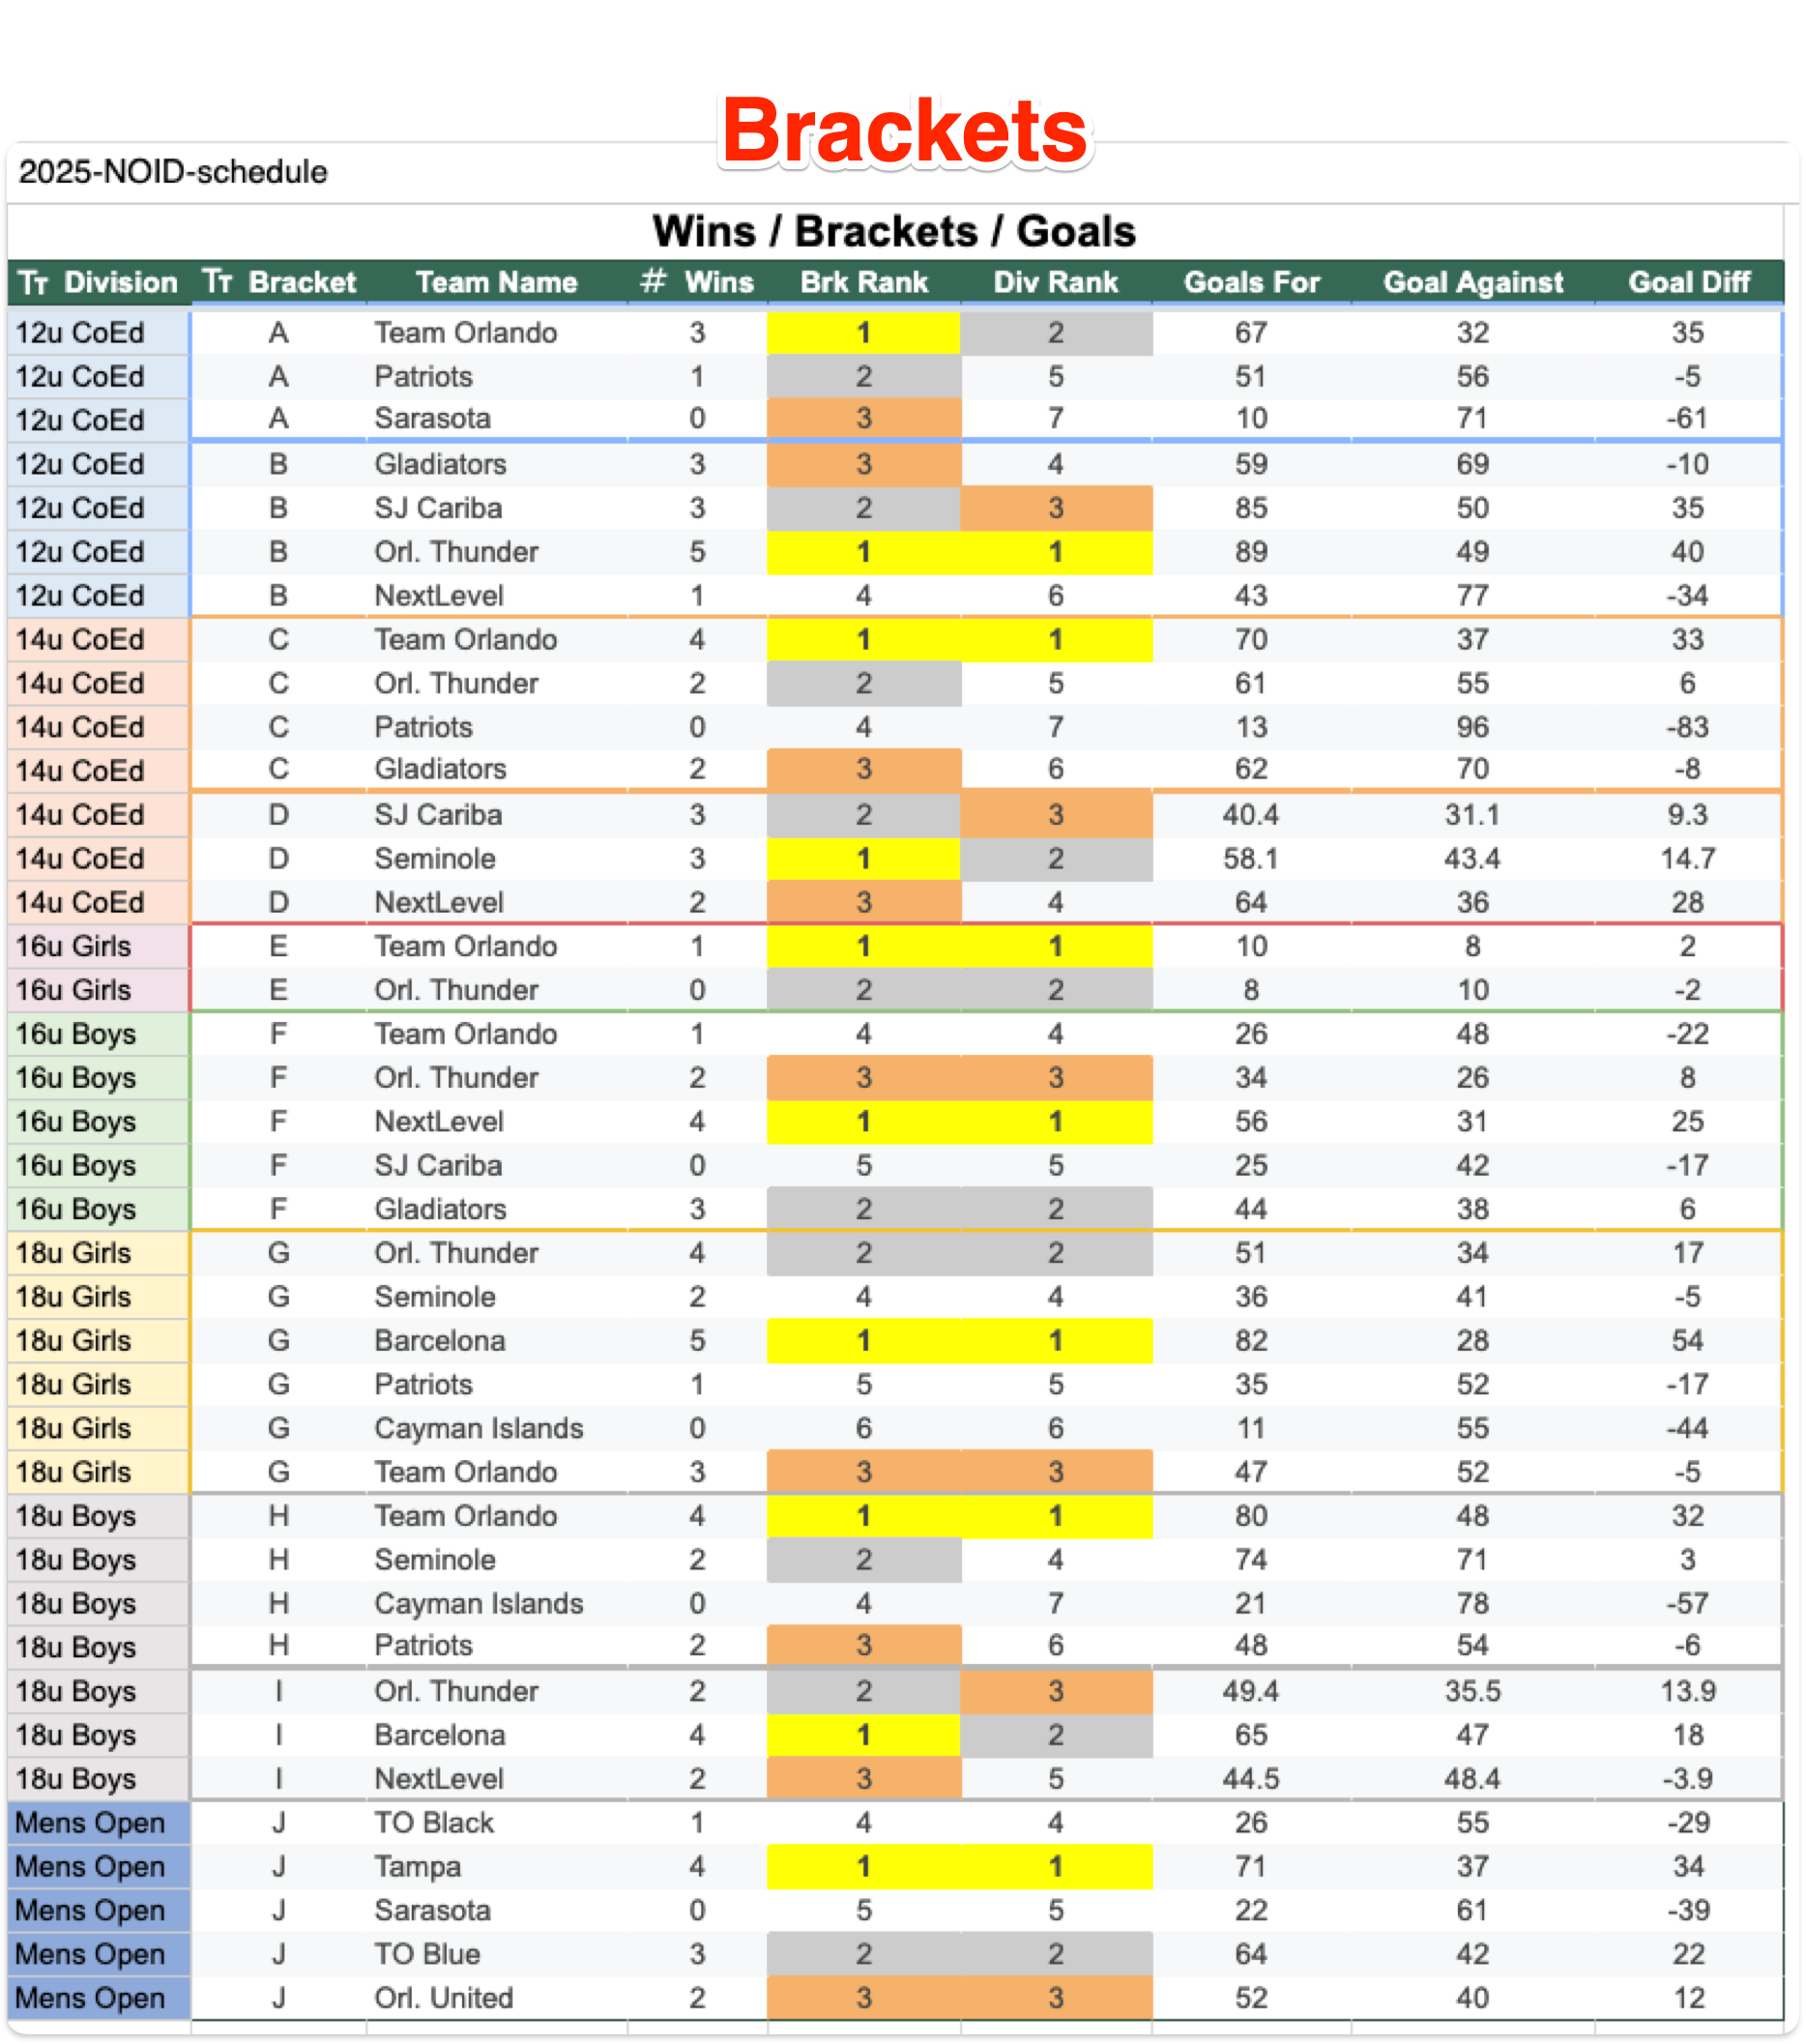 Brackets
2025-NOID-schedule
Wins / Brackets / Goals
Tт Division Tт Bracket Team Name # Wins Brk Rank Div Rank Goals For Goal Against Goal Diff
12u CoEd A Team Orlando 3 1 2 67 32 35
12u CoEd A Patriots 1 2 5 51 56 -5
12u CoEd A Sarasota 0 3 7 10 71 -61
12u CoEd B Gladiators 3 3 4 59 69 -10
12u CoEd B SJ Cariba 3 2 3 85 50 35
12u CoEd B Orl. Thunder 5 1 1 89 49 40
12u CoEd B NextLevel 1 4 6 43 77 -34
14u CoEd C Team Orlando 4 1 1 70 37 33
14u CoEd C Orl. Thunder 2 2 5 61 55 6
14u CoEd C Patriots 0 4 7 13 96 -83
14u CoEd C Gladiators 2 3 6 62 70 -8
14u CoEd D SJ Cariba 3 2 3 40.4 31.1 9.3
14u CoEd D Seminole 3 1 2 58.1 43.4 14.7
14u CoEd D NextLevel 2 3 4 64 36 28
16u Girls E Team Orlando 1 1 1 10 8 2
16u Girls E Orl. Thunder 0 2 2 8 10 -2
16u Boys F Team Orlando 1 4 4 26 48 -22
16u Boys F Orl. Thunder 2 3 3 34 26 8
16u Boys F NextLevel 4 1 1 56 31 25
16u Boys F SJ Cariba 0 5 5 25 42 -17
16u Boys F Gladiators 3 2 2 44 38 6
18u Girls G Orl. Thunder 4 2 2 51 34 17
18u Girls G Seminole 2 4 4 36 41 -5
18u Girls G Barcelona 5 1 1 82 28 54
18u Girls G Patriots 1 5 5 35 52 -17
18u Girls G Cayman Islands 0 6 6 11 55 -44
18u Girls G Team Orlando 3 3 3 47 52 -5
18u Boys H Team Orlando 4 1 1 80 48 32
18u Boys H Seminole 2 2 4 74 71 3
18u Boys H Cayman Islands 0 4 7 21 78 -57
18u Boys H Patriots 2 3 6 48 54 -6
18u Boys I Orl. Thunder 2 2 3 49.4 35.5 13.9
18u Boys I Barcelona 4 1 2 65 47 18
18u Boys I NextLevel 2 3 5 44.5 48.4 -3.9
Mens Open J TO Black 1 4 4 26 55 -29
Mens Open J Tampa 4 1 1 71 37 34
Mens Open J Sarasota 0 5 5 22 61 -39
Mens Open J TO Blue 3 2 2 64 42 22
Mens Open J Orl. United 2 3 3 52 40 12